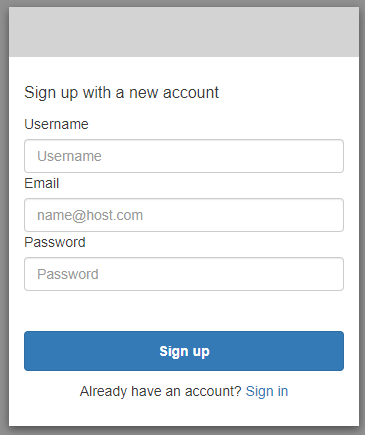 Sign up with a new account
Username
Username
Email
name@host.com
Password
Password
Sign up
Already have an account? Sign in